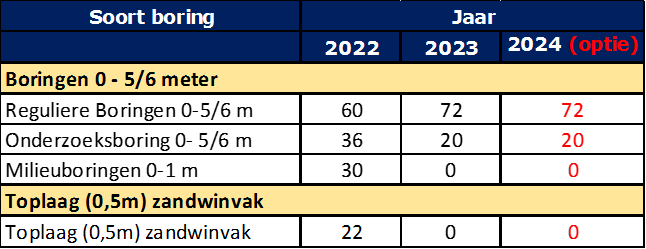 Soort boring Jaar
2022 2023 2024 (optie)
Boringen 0 - 5/6 meter
Reguliere Boringen 0-5/6 m 60 72 72
Onderzoeksboring 0- 5/6 m 36 20 20
Milieuboringen 0-1 m 30 0 0
Toplaag (0,5m) zandwinvak
Toplaag (0,5m) zandwinvak 22 0 0